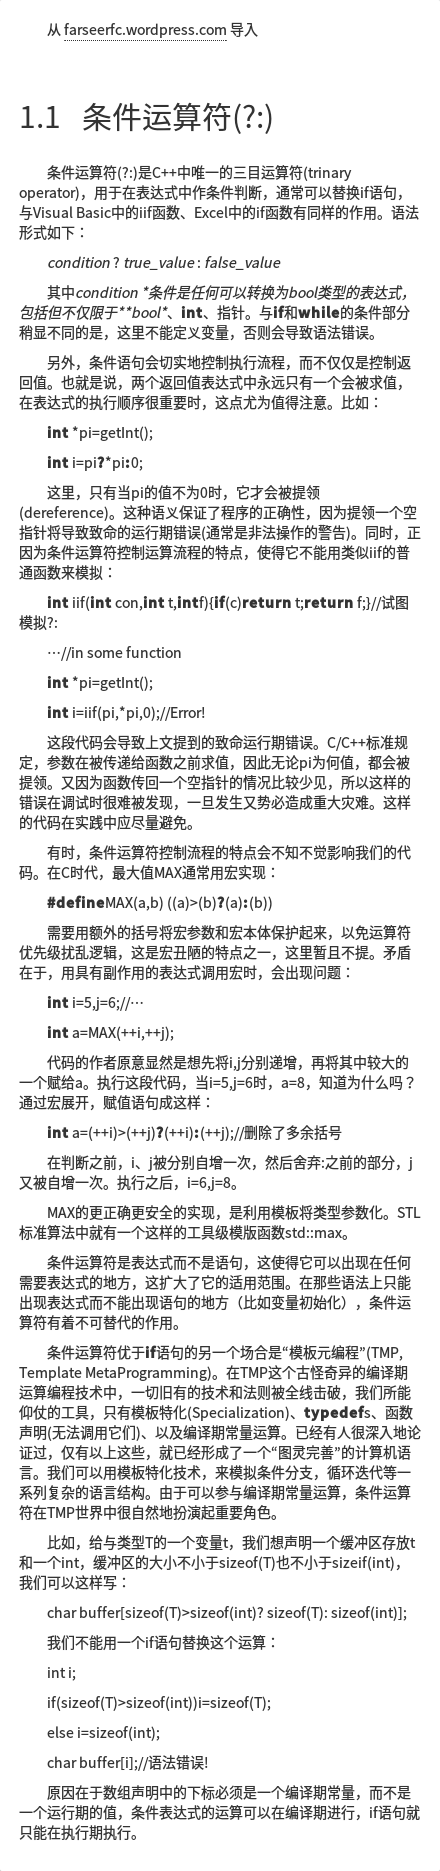 从 farseerfc.wordpress.com 导入
1.1 条件运算符(?:)
条件运算符(?:)是C++中唯一的三目运算符(trinary
operator)，用于在表达式中作条件判断，通常可以替换if语句，
与Visual Basic中的iif函数、Excel中的if函数有同样的作用。语法
形式如下：
condition ? true_value : false_value
其中condition *条件是任何可以转换为bool类型的表达式，
包括但不仅限于**bool*、int、指针。与if和while的条件部分
稍显不同的是，这里不能定义变量，否则会导致语法错误。
另外，条件语句会切实地控制执行流程，而不仅仅是控制返
回值。也就是说，两个返回值表达式中永远只有一个会被求值，
在表达式的执行顺序很重要时，这点尤为值得注意。比如：
int *pi=getInt();
int i=pi?*pi:0;
这里，只有当pi的值不为0时，它才会被提领
(dereference)。这种语义保证了程序的正确性，因为提领一个空
指针将导致致命的运行期错误(通常是非法操作的警告)。同时，正
因为条件运算符控制运算流程的特点，使得它不能用类似iif的普
通函数来模拟：
int iif(int con,int t,intf){if(c)return t;return f;}//试图
模拟?:
…//in some function
int *pi=getInt();
int i=iif(pi,*pi,0);//Error!
这段代码会导致上文提到的致命运行期错误。C/C++标准规
定，参数在被传递给函数之前求值，因此无论pi为何值，都会被
提领。又因为函数传回一个空指针的情况比较少见，所以这样的
错误在调试时很难被发现，一旦发生又势必造成重大灾难。这样
的代码在实践中应尽量避免。
有时，条件运算符控制流程的特点会不知不觉影响我们的代
码。在C时代，最大值MAX通常用宏实现：
#defineMAX(a,b) ((a)>(b)?(a):(b))
需要用额外的括号将宏参数和宏本体保护起来，以免运算符
优先级扰乱逻辑，这是宏丑陋的特点之一，这里暂且不提。矛盾
在于，用具有副作用的表达式调用宏时，会出现问题：
int i=5,j=6;//…
int a=MAX(++i,++j);
代码的作者原意显然是想先将i,j分别递增，再将其中较大的
一个赋给a。执行这段代码，当i=5,j=6时，a=8，知道为什么吗？
通过宏展开，赋值语句成这样：
int a=(++i)>(++j)?(++i):(++j);//删除了多余括号
在判断之前，i、j被分别自增一次，然后舍弃:之前的部分，j
又被自增一次。执行之后，i=6,j=8。
MAX的更正确更安全的实现，是利用模板将类型参数化。STL
标准算法中就有一个这样的工具级模版函数std::max。
条件运算符是表达式而不是语句，这使得它可以出现在任何
需要表达式的地方，这扩大了它的适用范围。在那些语法上只能
出现表达式而不能出现语句的地方（比如变量初始化），条件运
算符有着不可替代的作用。
条件运算符优于if语句的另一个场合是“模板元编程”(TMP,
Template MetaProgramming)。在TMP这个古怪奇异的编译期
运算编程技术中，一切旧有的技术和法则被全线击破，我们所能
仰仗的工具，只有模板特化(Specialization)、typedefs、函数
声明(无法调用它们)、以及编译期常量运算。已经有人很深入地论
证过，仅有以上这些，就已经形成了一个“图灵完善”的计算机语
言。我们可以用模板特化技术，来模拟条件分支，循环迭代等一
系列复杂的语言结构。由于可以参与编译期常量运算，条件运算
符在TMP世界中很自然地扮演起重要角色。
比如，给与类型T的一个变量t，我们想声明一个缓冲区存放t
和一个int，缓冲区的大小不小于sizeof(T)也不小于sizeif(int)，
我们可以这样写：
char buffer[sizeof(T)>sizeof(int)? sizeof(T): sizeof(int)];
我们不能用一个if语句替换这个运算：
int i;
if(sizeof(T)>sizeof(int))i=sizeof(T);
else i=sizeof(int);
char buffer[i];//语法错误!
原因在于数组声明中的下标必须是一个编译期常量，而不是
一个运行期的值，条件表达式的运算可以在编译期进行，if语句就
只能在执行期执行。